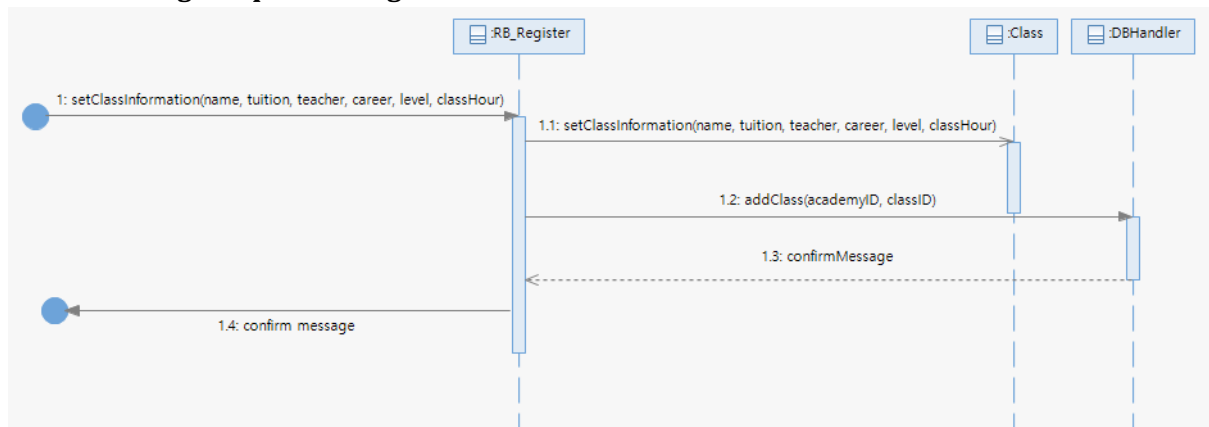 :RB_Register
:Class
:DBHandler
1: setClassInformation(name, tuition, teacher, career, level, classHour)
1.1: setClassInformation(name, tuition, teacher, career, level, classHour)
1.2: addClass(academyID, classID)
1.3: confirmMessage
1.4: confirm message